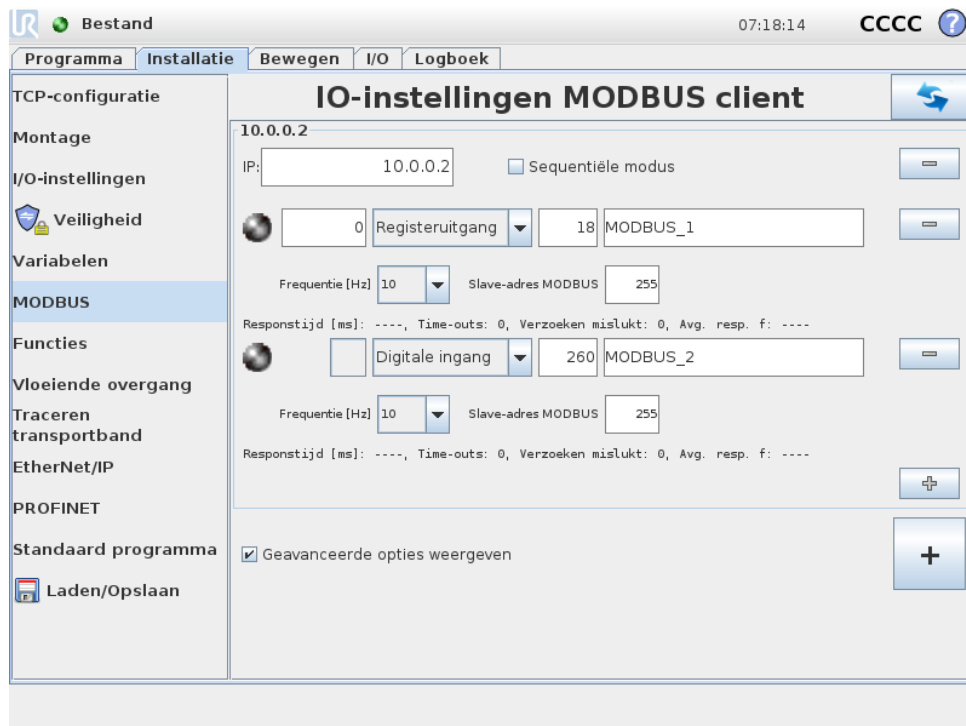 UR Bestand 07:18:14 CCCC ?
Programma Installatie Bewegen I/O Logboek
TCP-configuratie
Montage
I/O-instellingen
Veiligheid
Variabelen
MODBUS
Functies
Vloeiende overgang
Traceren
transportband
EtherNet/IP
PROFINET
Standaard programma
Laden/Opslaan
IO-instellingen MODBUS client
10.0.0.2
IP: 10.0.0.2 Sequentiële modus
0 Registeruitgang 18 MODBUS_1
Frequentie [Hz] 10 Slave-adres MODBUS 255
Responstijd [ms]: ----, Time-outs: 0, Verzoeken mislukt: 0, Avg. resp. f: ----
Digitale ingang 260 MODBUS_2
Frequentie [Hz] 10 Slave-adres MODBUS 255
Responstijd [ms]: ----, Time-outs: 0, Verzoeken mislukt: 0, Avg. resp. f: ----
Geavanceerde opties weergeven